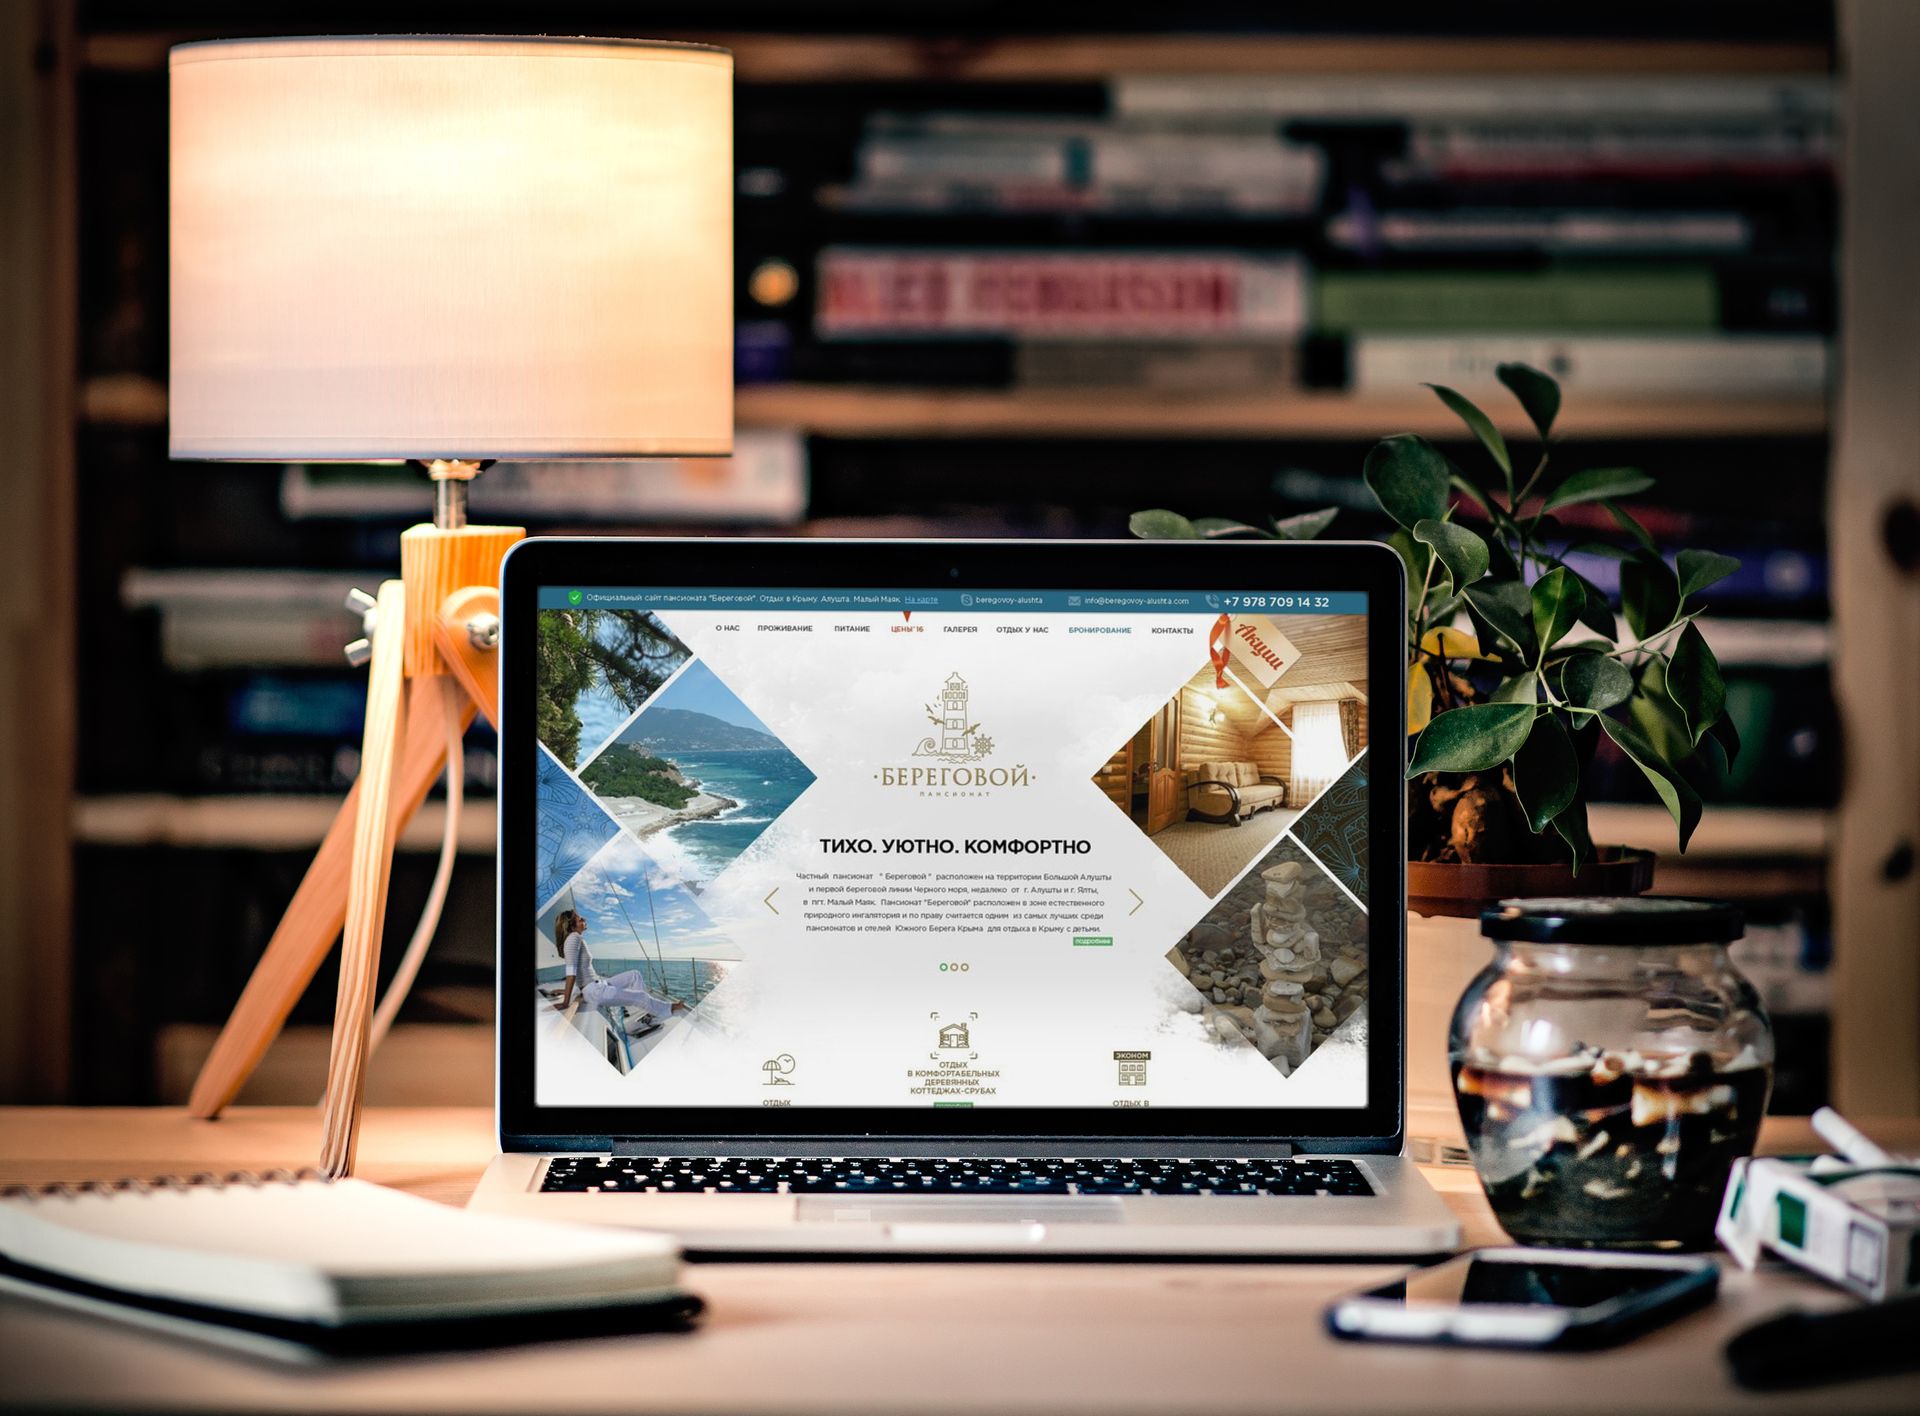 Официальный сайт пансионата "Береговой". Отдых в Крыму. Алушта. Малый Маяк. На карте
beregovoy-alushta
info@beregovoy-alushta.com
+7 978 709 14 32
О НАС ПРОЖИВАНИЕ ПИТАНИЕ ЦЕНЫ'16 ГАЛЕРЕЯ ОТДЫХ У НАС БРОНИРОВАНИЕ КОНТАКТЫ
Акции
·БЕРЕГОВОЙ·
ПАНСИОНАТ
ТИХО. УЮТНО. КОМФОРТНО
Частный пансионат " Береговой " расположен на территории Большой Алушты
и первой береговой линии Черного моря, недалеко от г. Алушты и г. Ялты,
в пгт. Малый Маяк. Пансионат "Береговой" расположен в зоне естественного
природного ингалятория и по праву считается одним из самых лучших среди
пансионатов и отелей Южного Берега Крыма для отдыха в Крыму с детьми.
подробнее
ОТДЫХ
ОТДЫХ
В КОМФОРТАБЕЛЬНЫХ
ДЕРЕВЯННЫХ
КОТТЕДЖАХ-СРУБАХ
ЭКОНОМ
ОТДЫХ В